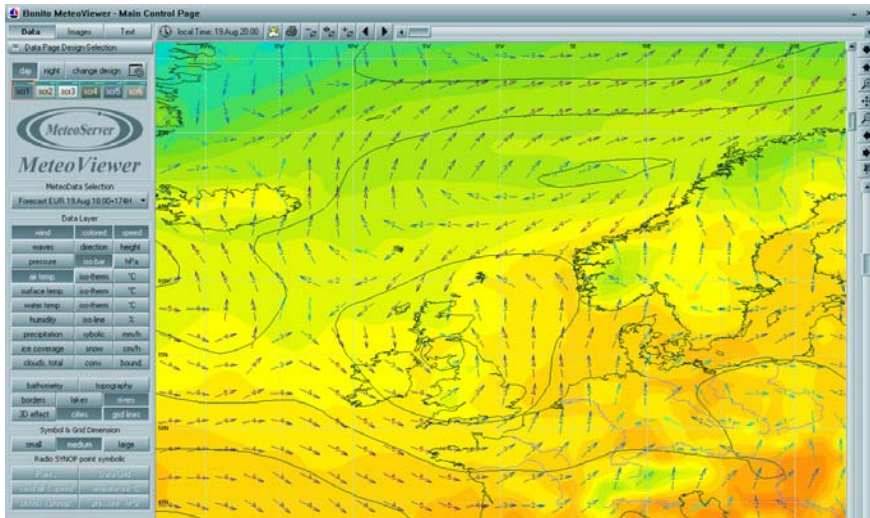 Bonito MeteoViewer - Main Control Page
Data Images Text
local Time: 19.Aug 20:00
Data Page Design-Selection
day night change design
scr1 scr2 scr3 scr4 scr5 scr6
MeteoServer
MeteoViewer
MeteoData Selection
Forecast EUR 19.Aug 18:00+174H
Data Layer
wind colored speed
waves direction height
pressure iso-bar hPa
air temp. iso-therm °C
surface temp. iso-therm °C
water temp. iso-therm °C
humidity iso-line %
precipitation sybolic mm/h
ice coverage snow cm/h
clouds, total conv. bound.
bathometry topography
borders lakes rivers
3D effect cities grid lines
Symbol & Grid Dimension
small medium large
Radio SYNOP point symbolic